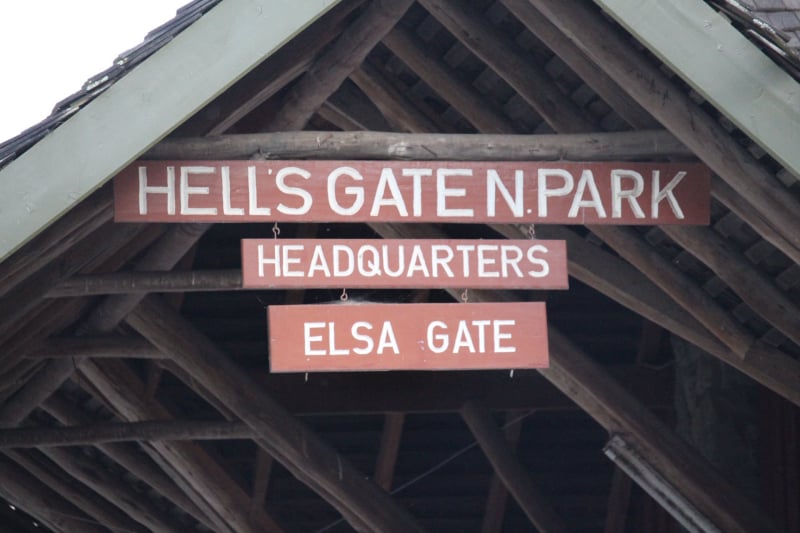 HELL'S GATE N. PARK
HEADQUARTERS
ELSA GATE